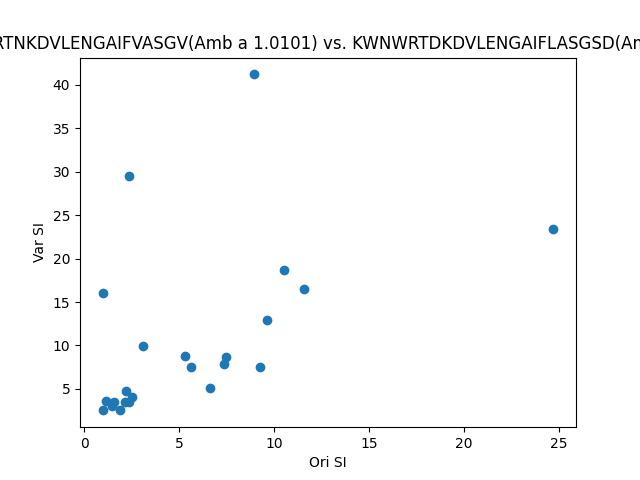 RTNKDVLENGAIFVASGV(Amb a 1.0101) vs. KWNWRTDKDVLENGAIFLASGSD(Am
40
35
30
25
20
15
10
5
Var SI
0 5 10 15 20 25
Ori SI